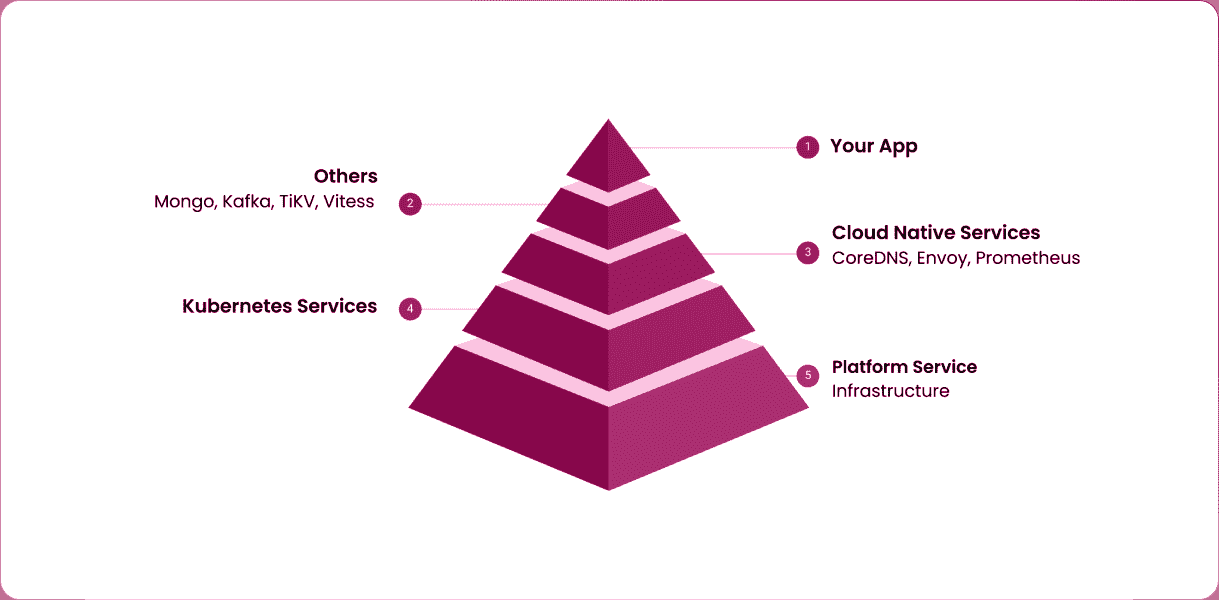 1 Your App
Others
Mongo, Kafka, TiKV, Vitess 2
Cloud Native Services
3 CoreDNS, Envoy, Prometheus
Kubernetes Services 4
Platform Service
5 Infrastructure